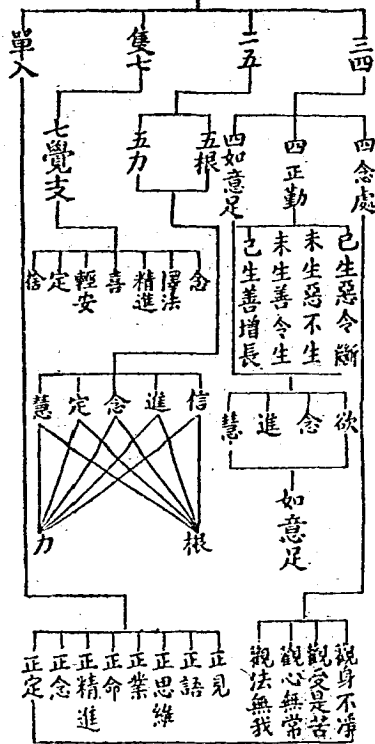 三四
二五
隻七
單八
四念處
四正勤
四如意足
五根
五力
七覺支
已生惡令斷
未生惡不生
未生善令生
已生善增長
念
擇法
精進
喜
輕安
定
捨
欲
念
進
慧
如意足
信
進
念
定
慧
根
力
觀身不淨
觀受是苦
觀心無常
觀法無我
正見
正語
正思維
正業
正命
正精進
正念
正定